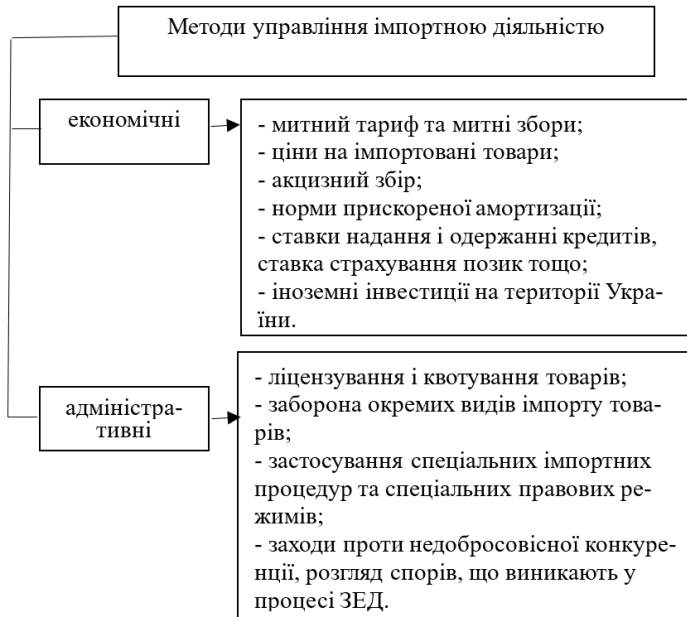 Методи управління імпортною діяльністю
економічні
- митний тариф та митні збори;
- ціни на імпортовані товари;
- акцизний збір;
- норми прискореної амортизації;
- ставки надання і одержанні кредитів,
ставка страхування позик тощо;
- іноземні інвестиції на території Укра-
їни.
адміністра-
тивні
- ліцензування і квотування товарів;
- заборона окремих видів імпорту това-
рів;
- застосування спеціальних імпортних
процедур та спеціальних правових ре-
жимів;
- заходи проти недобросовісної конкуре-
нції, розгляд спорів, що виникають у
процесі ЗЕД.